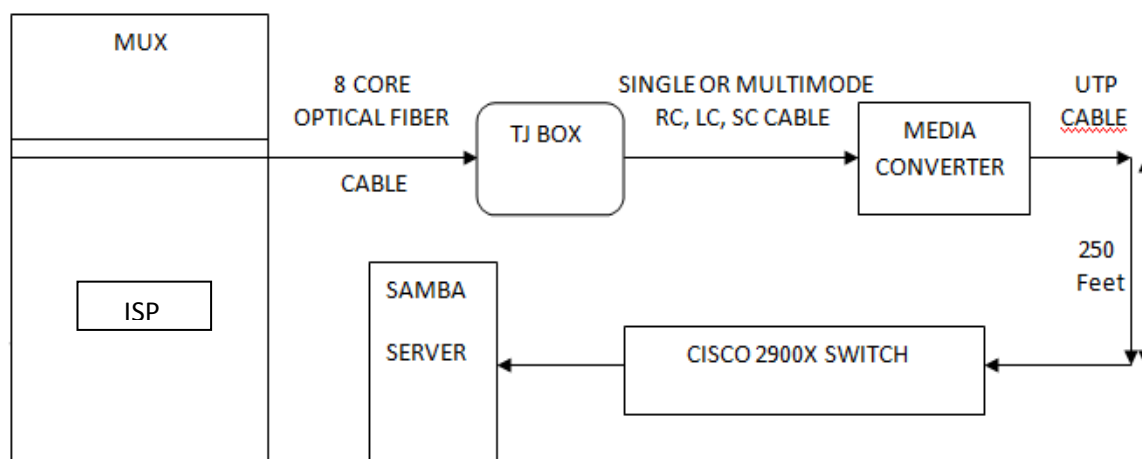 MUX
8 CORE
OPTICAL FIBER
CABLE
TJ BOX
SINGLE OR MULTIMODE
RC, LC, SC CABLE
MEDIA
CONVERTER
UTP
CABLE
250
Feet
ISP
SAMBA
SERVER
CISCO 2900X SWITCH